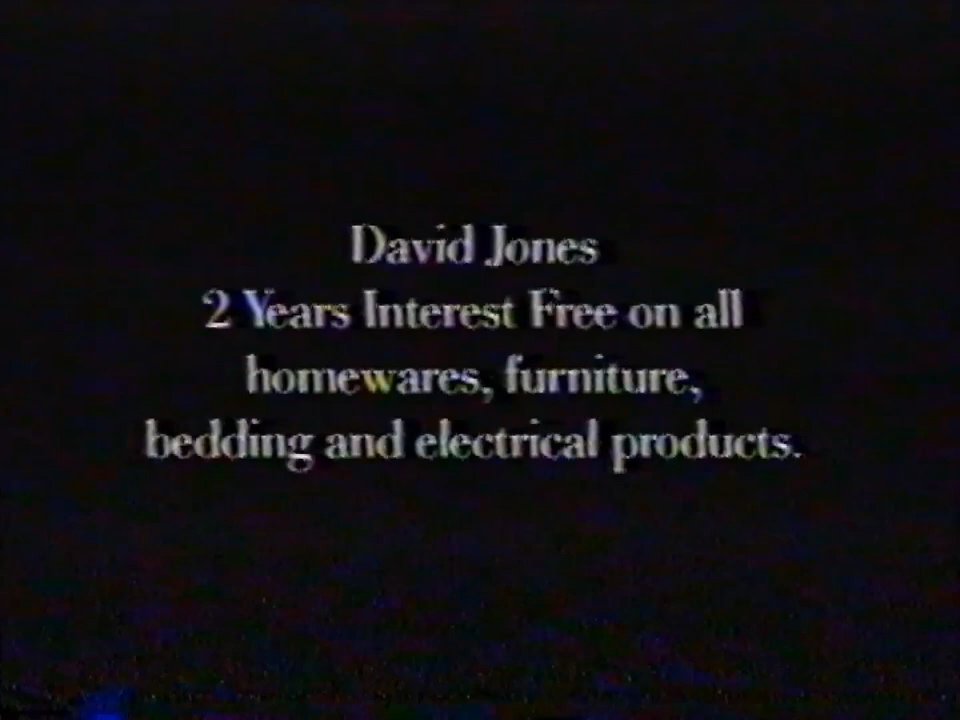 David Jones
2 Years Interest Free on all
homewares, furniture,
bedding and electrical products.